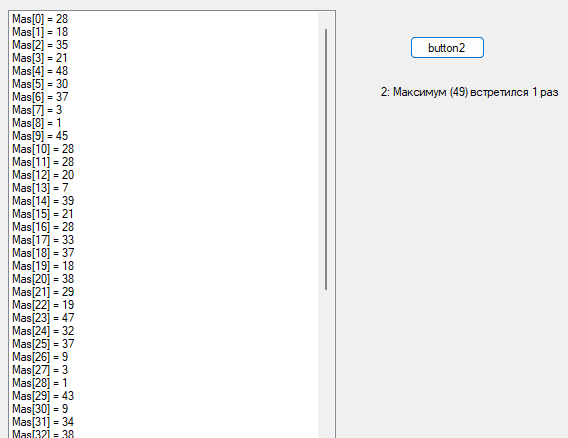 Mas[0] = 28
Mas[1] = 18
Mas[2] = 35
Mas[3] = 21
Mas[4] = 48
Mas[5] = 30
Mas[6] = 37
Mas[7] = 3
Mas[8] = 1
Mas[9] = 45
Mas[10] = 28
Mas[11] = 28
Mas[12] = 20
Mas[13] = 7
Mas[14] = 39
Mas[15] = 21
Mas[16] = 28
Mas[17] = 33
Mas[18] = 37
Mas[19] = 18
Mas[20] = 38
Mas[21] = 29
Mas[22] = 19
Mas[23] = 47
Mas[24] = 32
Mas[25] = 37
Mas[26] = 9
Mas[27] = 3
Mas[28] = 1
Mas[29] = 43
Mas[30] = 9
Mas[31] = 34
Mas[32] = 38
button2
2: Максимум (49) встретился 1 раз